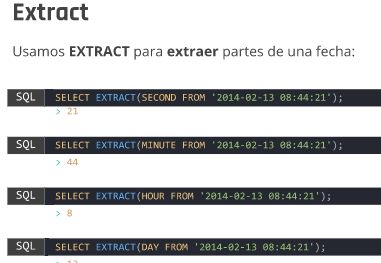 Extract
Usamos EXTRACT para extraer partes de una fecha:
SQL SELECT EXTRACT(SECOND FROM '2014-02-13 08:44:21');
> 21
SQL SELECT EXTRACT(MINUTE FROM '2014-02-13 08:44:21');
> 44
SQL SELECT EXTRACT(HOUR FROM '2014-02-13 08:44:21');
> 8
SQL SELECT EXTRACT(DAY FROM '2014-02-13 08:44:21');